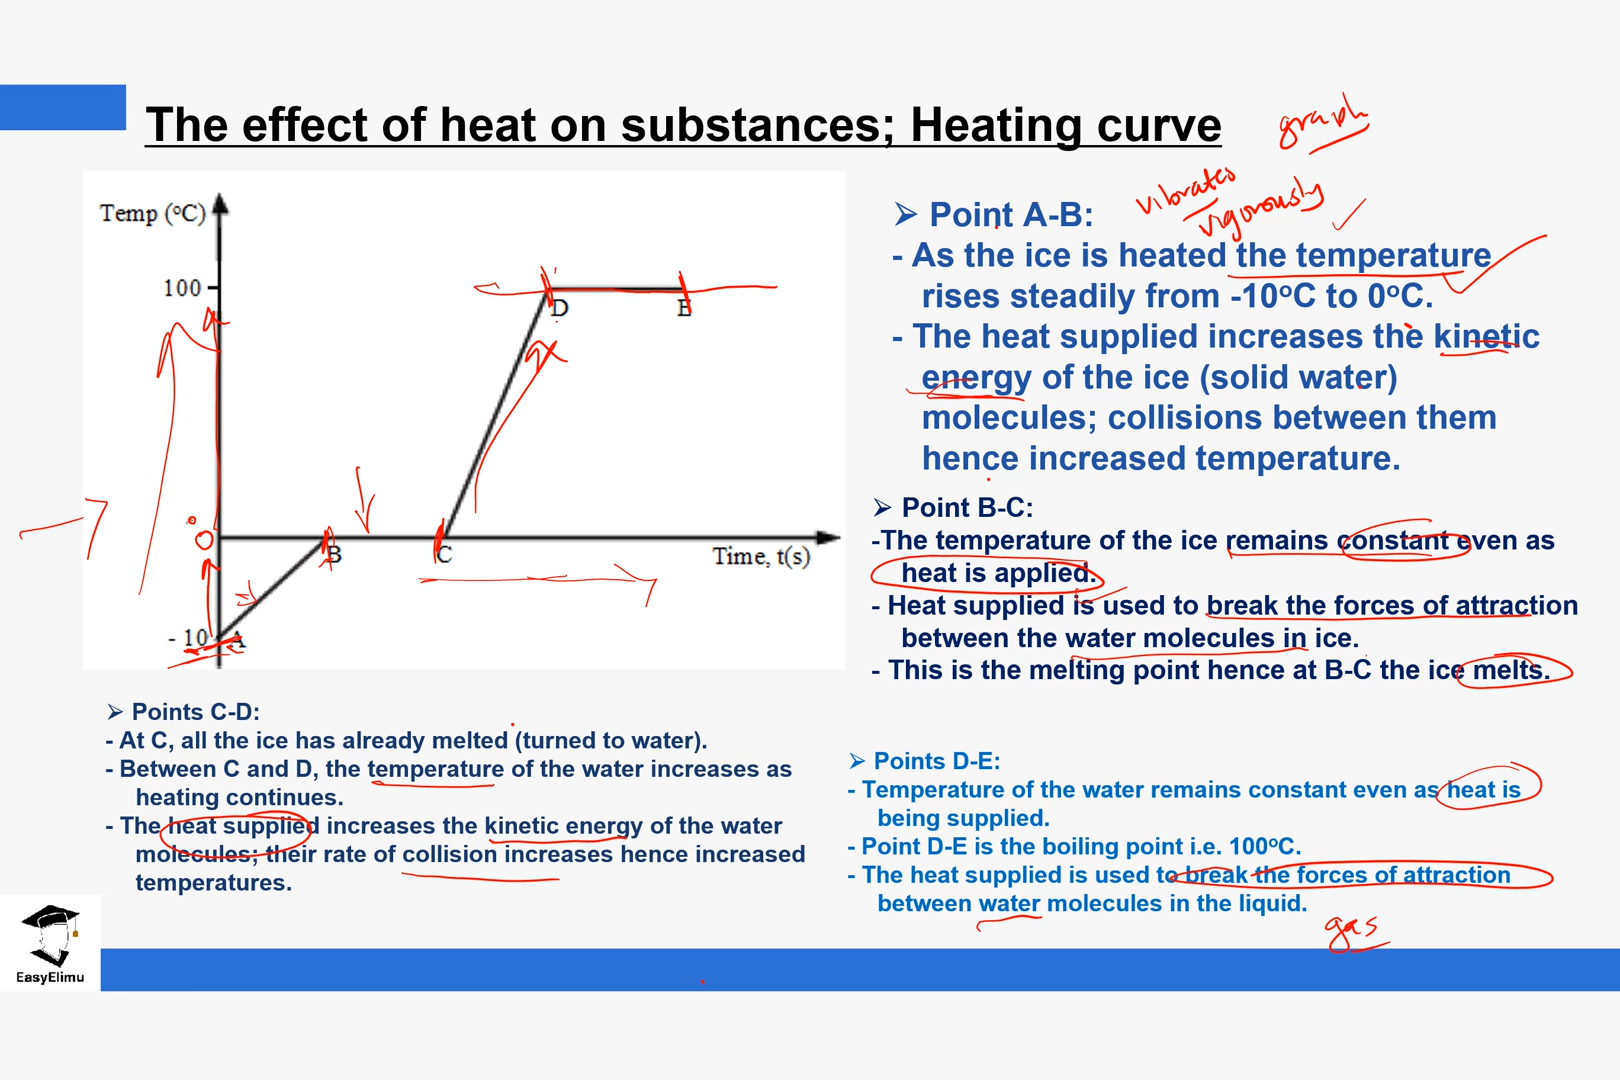 The effect of heat on substances; Heating curve
graph
Temp (°C)
100
0°
- 10
A
B
C
D
E
Time, t(s)
vibrates
vigorously
➢ Point A-B:
- As the ice is heated the temperature
rises steadily from -10°C to 0°C.
- The heat supplied increases the kinetic
energy of the ice (solid water)
molecules; collisions between them
hence increased temperature.
➢ Point B-C:
-The temperature of the ice remains constant even as
heat is applied.
- Heat supplied is used to break the forces of attraction
between the water molecules in ice.
- This is the melting point hence at B-C the ice melts.
➢ Points C-D:
- At C, all the ice has already melted (turned to water).
- Between C and D, the temperature of the water increases as
heating continues.
- The heat supplied increases the kinetic energy of the water
molecules; their rate of collision increases hence increased
temperatures.
➢ Points D-E:
- Temperature of the water remains constant even as heat is
being supplied.
- Point D-E is the boiling point i.e. 100°C.
- The heat supplied is used to break the forces of attraction
between water molecules in the liquid.
gas
EasyElimu